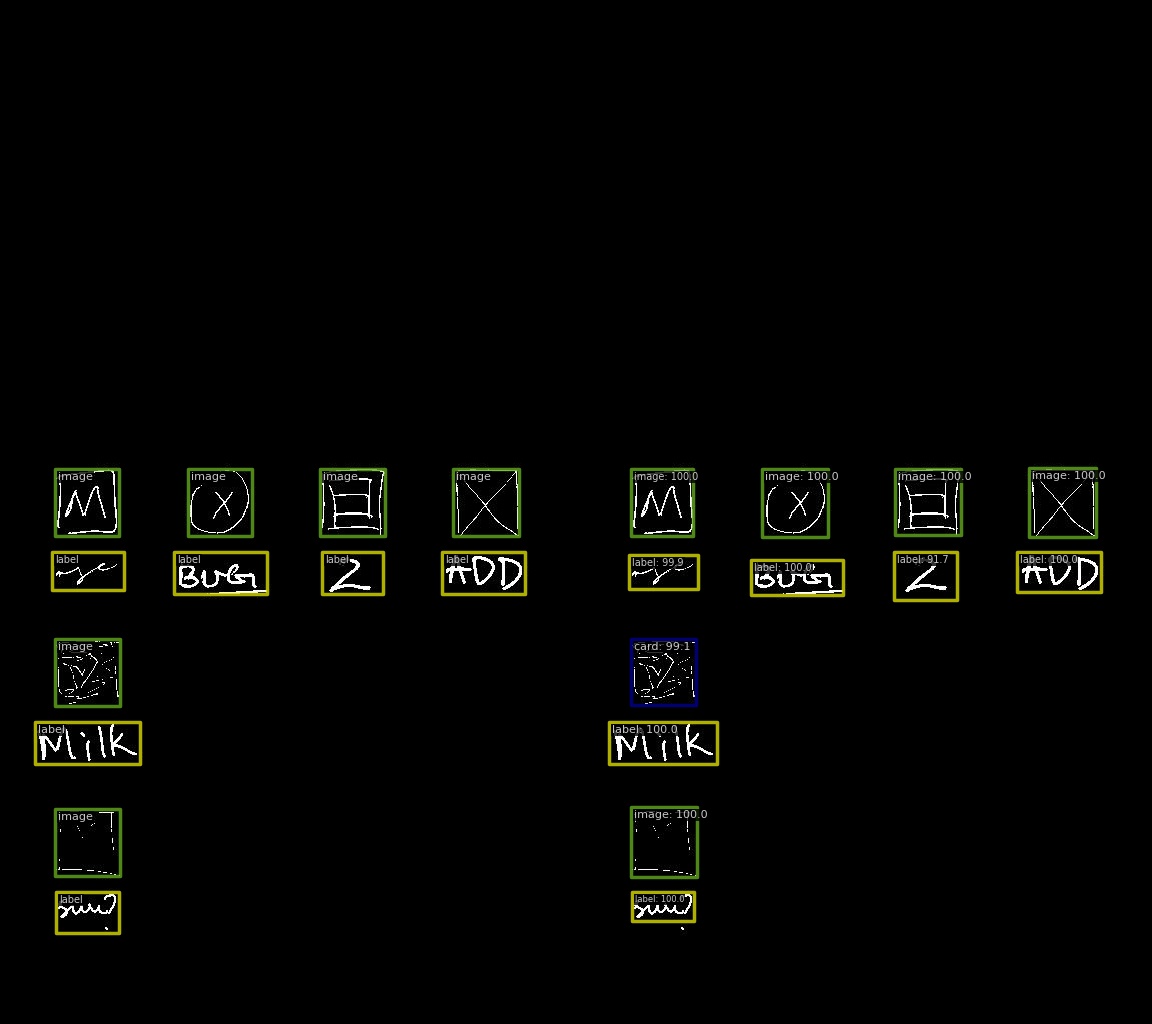 image image image image image: 100.0 image: 100.0 image: 100.0 image: 100.0
M X M X
label label label label label: 99.9 label: 100.0 label: 91.7 label: 100.0
BUG 2 ADD BUG 2 ADD
image card: 99.1
label label: 100.0
Milk Milk
image image: 100.0
label label: 100.0